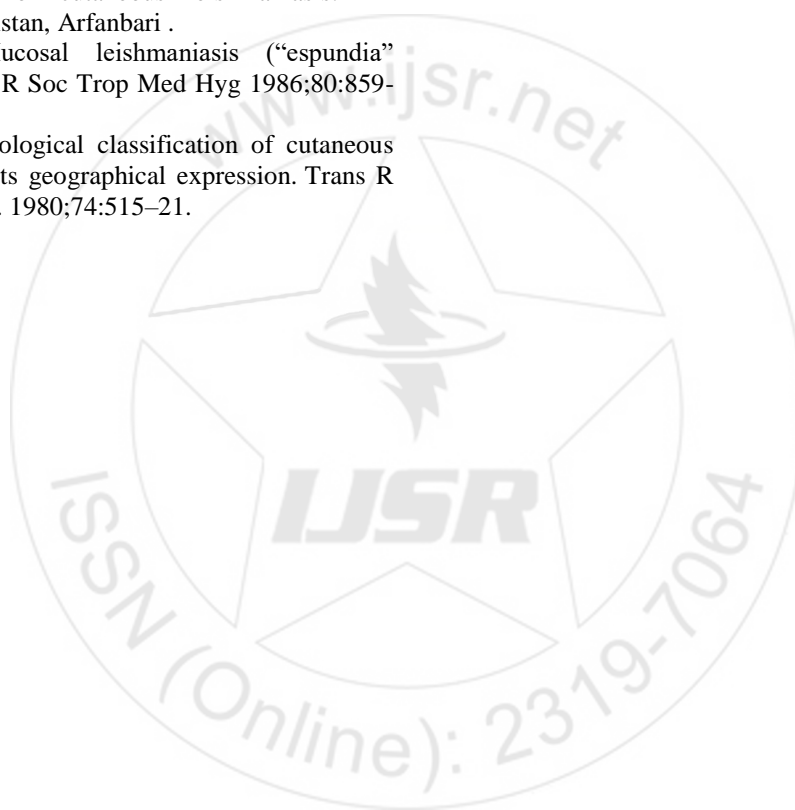 istan, Arfanbari .
ucosal leishmaniasis (“espundia”
R Soc Trop Med Hyg 1986;80:859-
ological classification of cutaneous
ts geographical expression. Trans R
. 1980;74:515–21.
www.ijsr.net
IJSR
ISSN (Online): 2319-7064